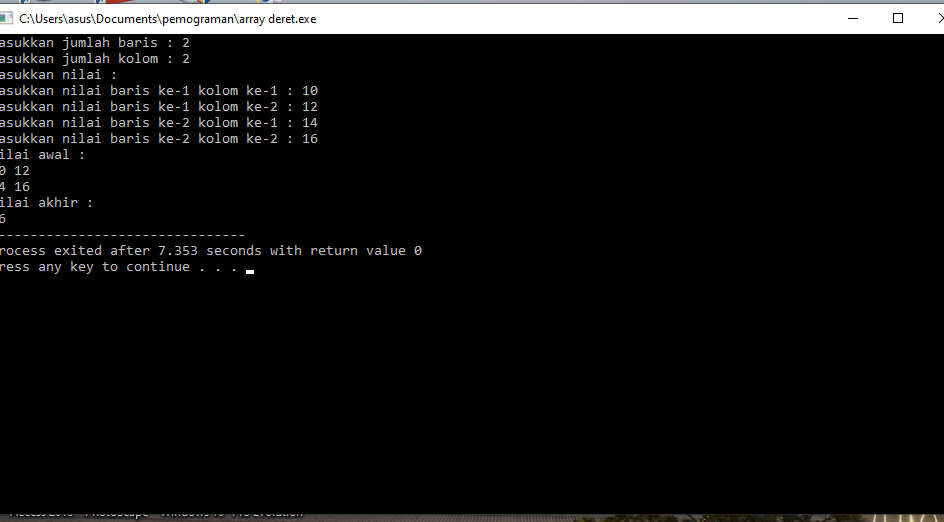 C:\Users\asus\Documents\pemograman\array deret.exe
asukkan jumlah baris : 2
asukkan jumlah kolom : 2
asukkan nilai :
asukkan nilai baris ke-1 kolom ke-1 : 10
asukkan nilai baris ke-1 kolom ke-2 : 12
asukkan nilai baris ke-2 kolom ke-1 : 14
asukkan nilai baris ke-2 kolom ke-2 : 16
ilai awal :
0 12
4 16
ilai akhir :
6
-------------------------------
rocess exited after 7.353 seconds with return value 0
ress any key to continue . . .